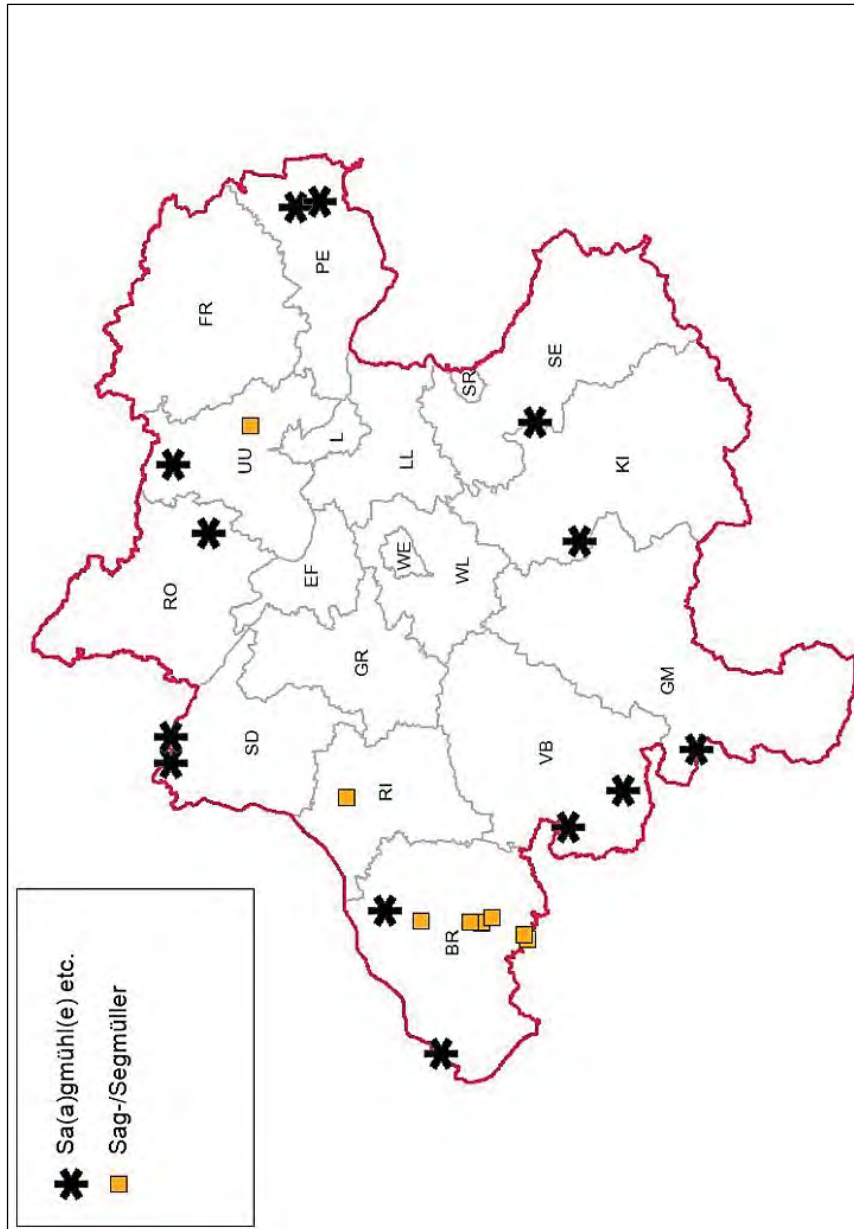 Sa(a)gmühl(e) etc.
Sag-/Segmüller
BR
RI
SD
VB
GR
GM
RO
EF
WE
WL
UU
L
LL
KI
FR
SR
SE
PE